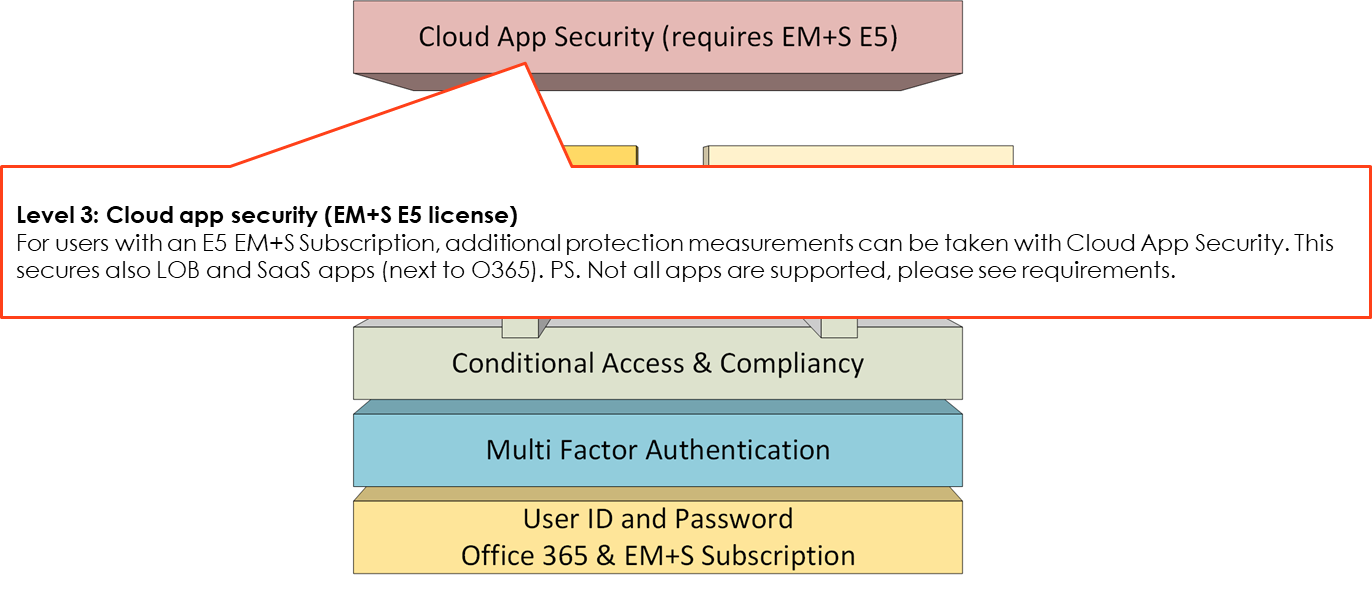 Cloud App Security (requires EM+S E5)
Level 3: Cloud app security (EM+S E5 license)
For users with an E5 EM+S Subscription, additional protection measurements can be taken with Cloud App Security. This
secures also LOB and SaaS apps (next to O365). PS. Not all apps are supported, please see requirements.
Conditional Access & Compliancy
Multi Factor Authentication
User ID and Password
Office 365 & EM+S Subscription